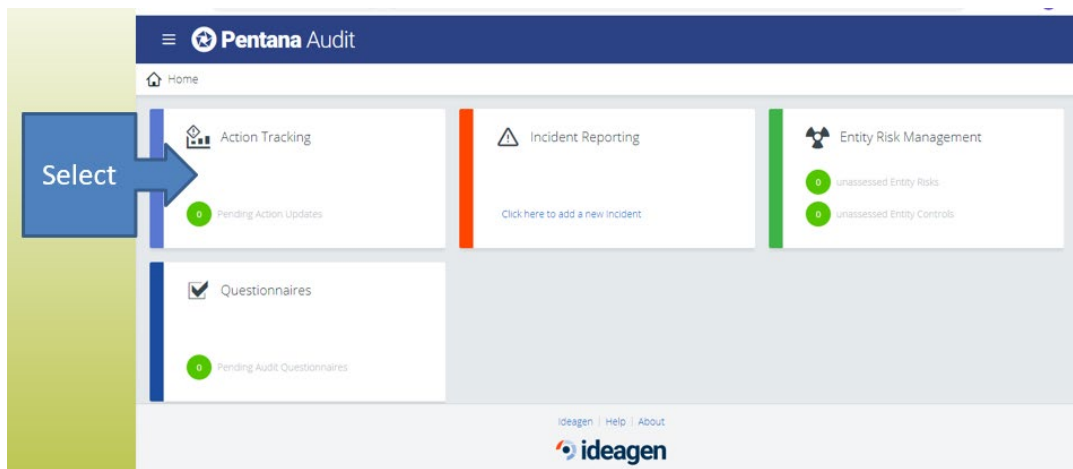 Pentana Audit
Home
Select
Action Tracking
0 Pending Action Updates
Incident Reporting
Click here to add a new Incident
Entity Risk Management
0 unassessed Entity Risks
0 unassessed Entity Controls
Questionnaires
0 Pending Audit Questionnaires
Ideagen | Help | About
ideagen